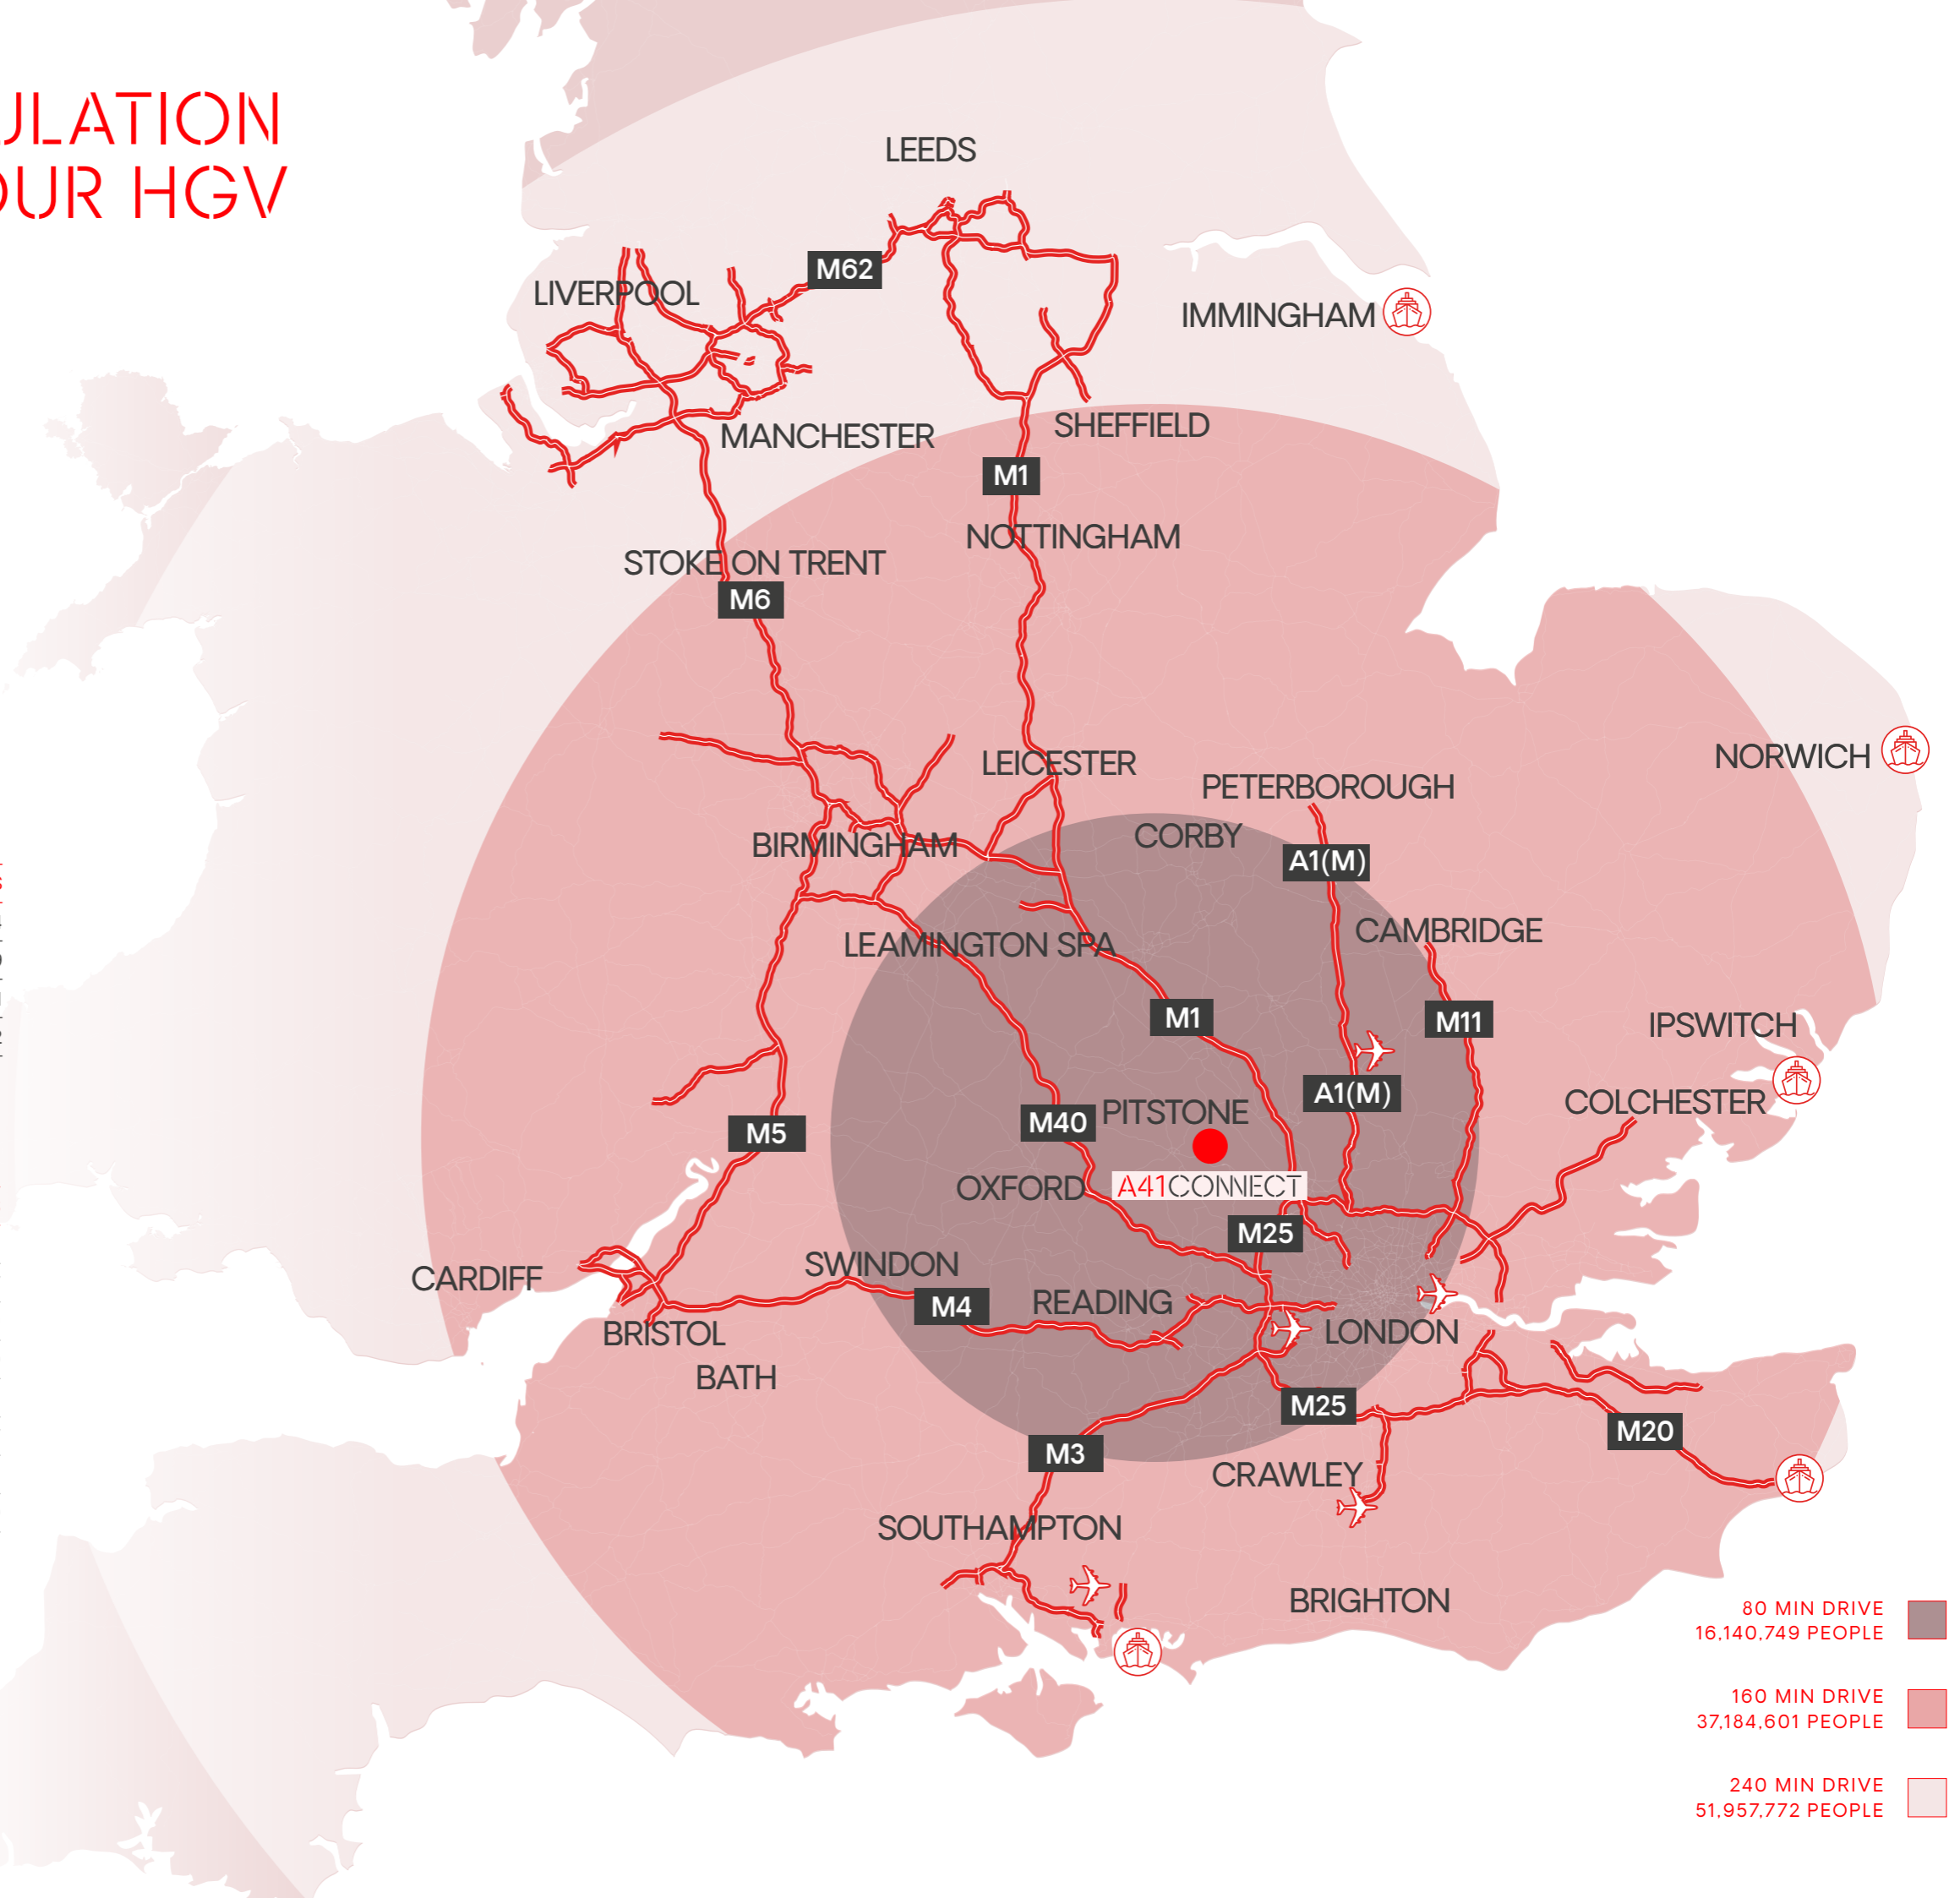 ULATION
OUR HGV
LEEDS
M62
LIVERPOOL
IMMINGHAM
SHEFFIELD
MANCHESTER
M1
NOTTINGHAM
STOKE ON TRENT
M6
NORWICH
LEICESTER
PETERBOROUGH
CORBY
BIRMINGHAM
A1(M)
CAMBRIDGE
LEAMINGTON SPA
M1
M11
IPSWITCH
A1(M)
COLCHESTER
PITSTONE
M40
M5
A41CONNECT
OXFORD
M25
SWINDON
CARDIFF
READING
M4
LONDON
BRISTOL
BATH
M25
M20
M3
CRAWLEY
SOUTHAMPTON
BRIGHTON
80 MIN DRIVE
16,140,749 PEOPLE
160 MIN DRIVE
37,184,601 PEOPLE
240 MIN DRIVE
51,957,772 PEOPLE